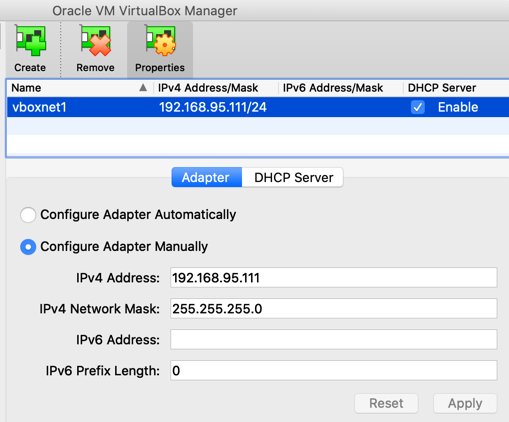 Oracle VM VirtualBox Manager
Create Remove Properties
Name IPv4 Address/Mask IPv6 Address/Mask DHCP Server
vboxnet1 192.168.95.111/24 Enable
Adapter DHCP Server
Configure Adapter Automatically
Configure Adapter Manually
IPv4 Address: 192.168.95.111
IPv4 Network Mask: 255.255.255.0
IPv6 Address:
IPv6 Prefix Length: 0
Reset Apply